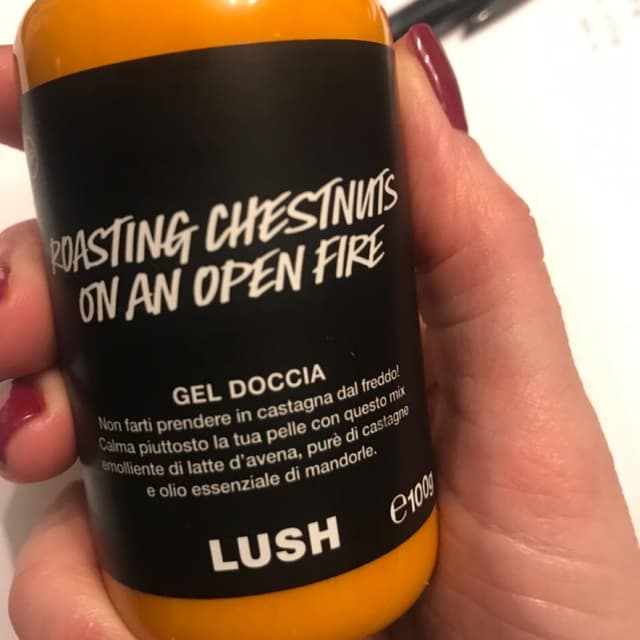 ROASTING CHESTNUTS
ON AN OPEN FIRE
GEL DOCCIA
Non farti prendere in castagna dal freddo!
Calma piuttosto la tua pelle con questo mix
emolliente di latte d'avena, purè di castagne
e olio essenziale di mandorle.
LUSH
℮100g